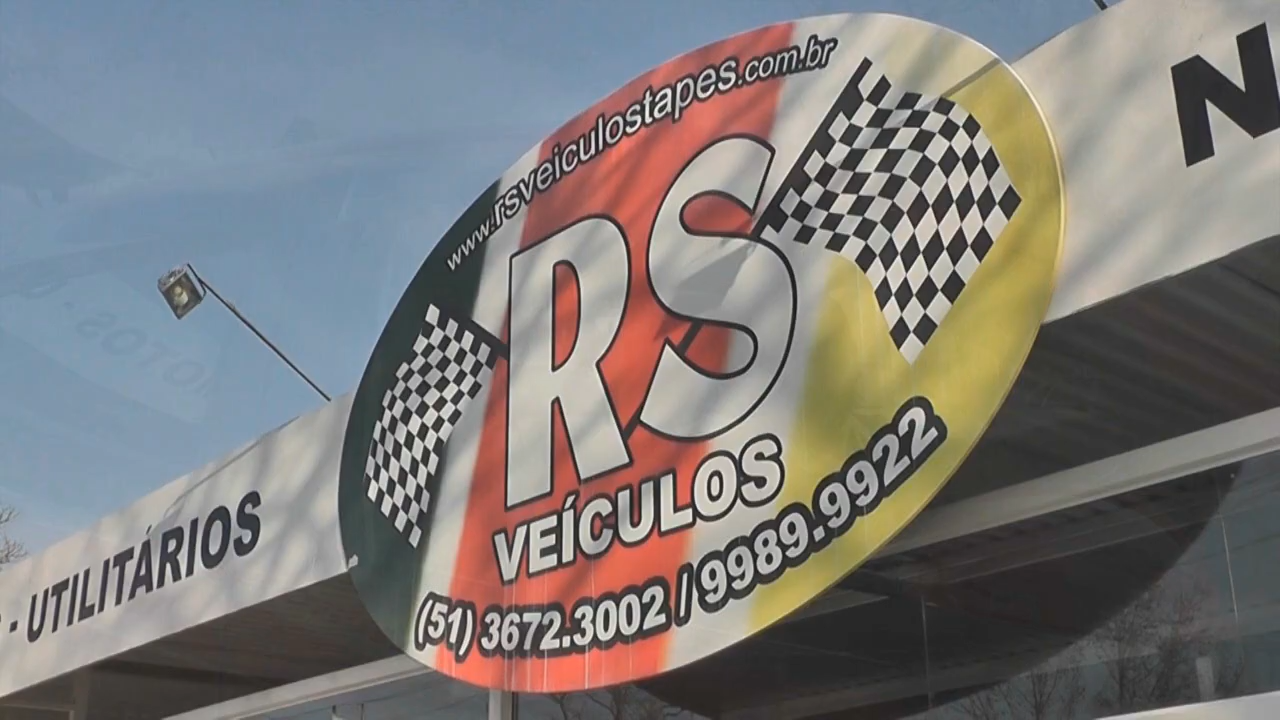 www.rsveiculostapes.com.br
RS
VEÍCULOS
(51) 3672.3002 / 9989.9922
- UTILITÁRIOS